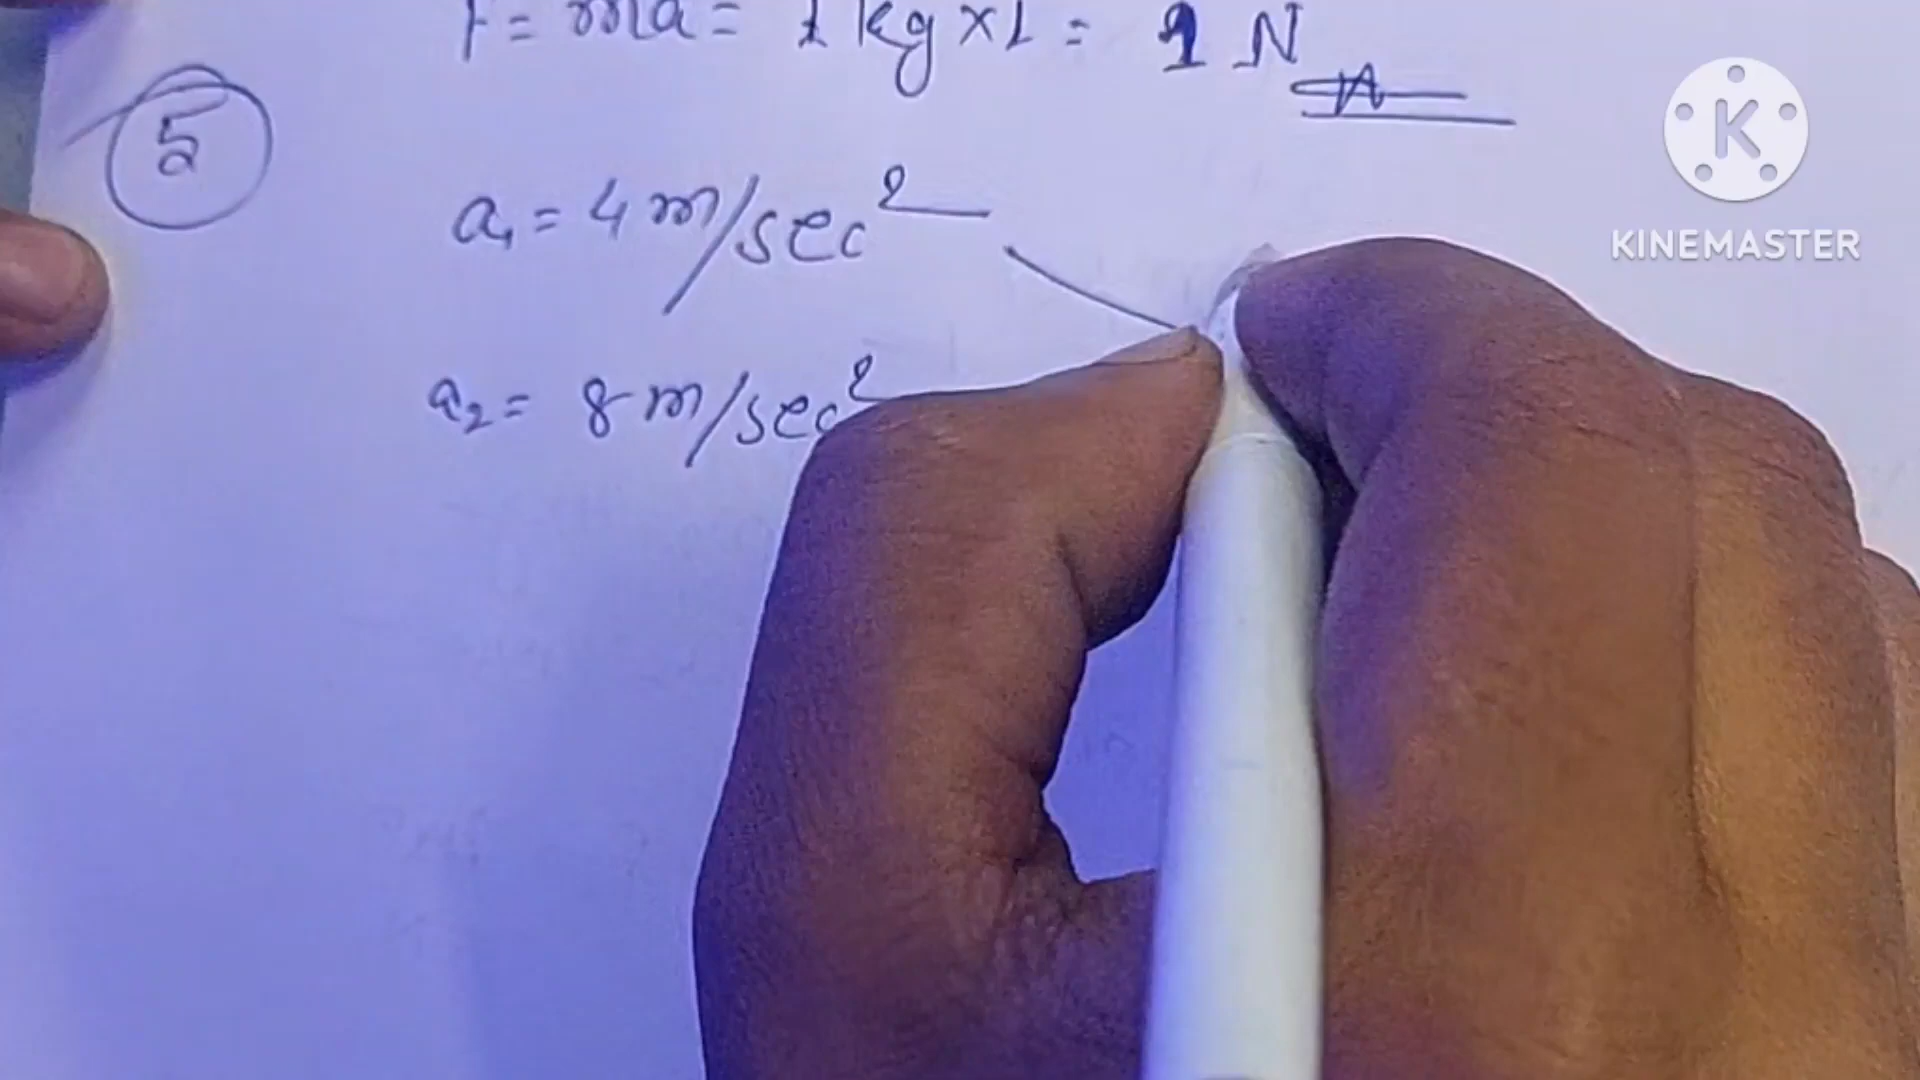 F = ma = 1 kg × 1 = 1 N
5
a₁ = 4 m/sec²
a₂ = 8 m/sec²
K
KINEMASTER